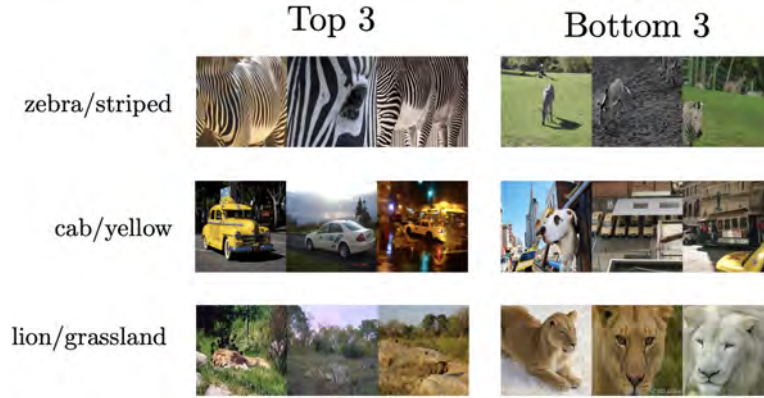 Top 3 Bottom 3
zebra/striped
cab/yellow
lion/grassland